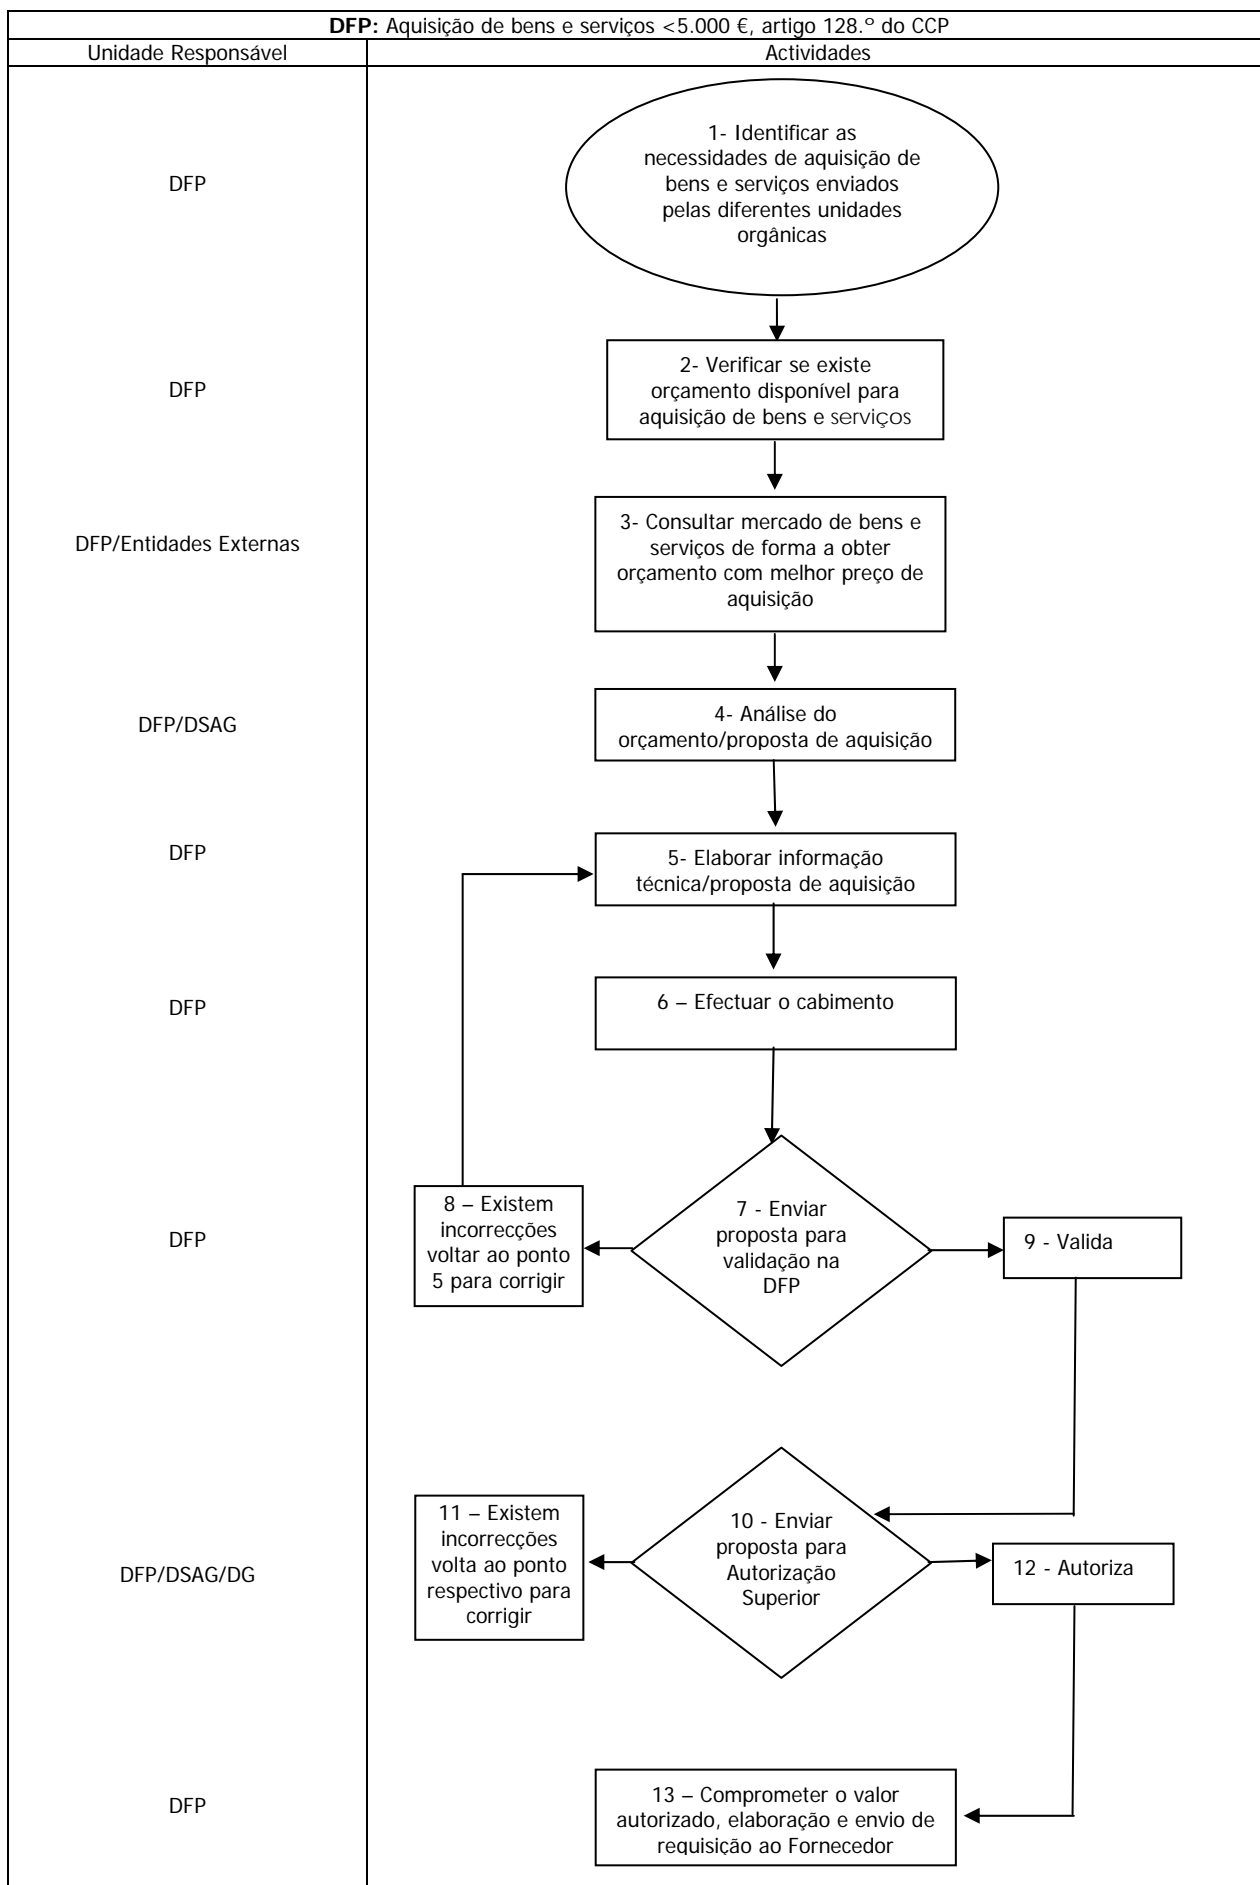 DFP: Aquisição de bens e serviços <5.000 €, artigo 128.º do CCP
Unidade Responsável
Actividades
DFP
1- Identificar as
necessidades de aquisição de
bens e serviços enviados
pelas diferentes unidades
orgânicas
DFP
2- Verificar se existe
orçamento disponível para
aquisição de bens e serviços
DFP/Entidades Externas
3- Consultar mercado de bens e
serviços de forma a obter
orçamento com melhor preço de
aquisição
DFP/DSAG
4- Análise do
orçamento/proposta de aquisição
DFP
5- Elaborar informação
técnica/proposta de aquisição
DFP
6 – Efectuar o cabimento
DFP
8 – Existem
incorrecções
voltar ao ponto
5 para corrigir
7 - Enviar
proposta para
validação na
DFP
9 - Valida
DFP/DSAG/DG
11 – Existem
incorrecções
volta ao ponto
respectivo para
corrigir
10 - Enviar
proposta para
Autorização
Superior
12 - Autoriza
DFP
13 – Comprometer o valor
autorizado, elaboração e envio de
requisição ao Fornecedor